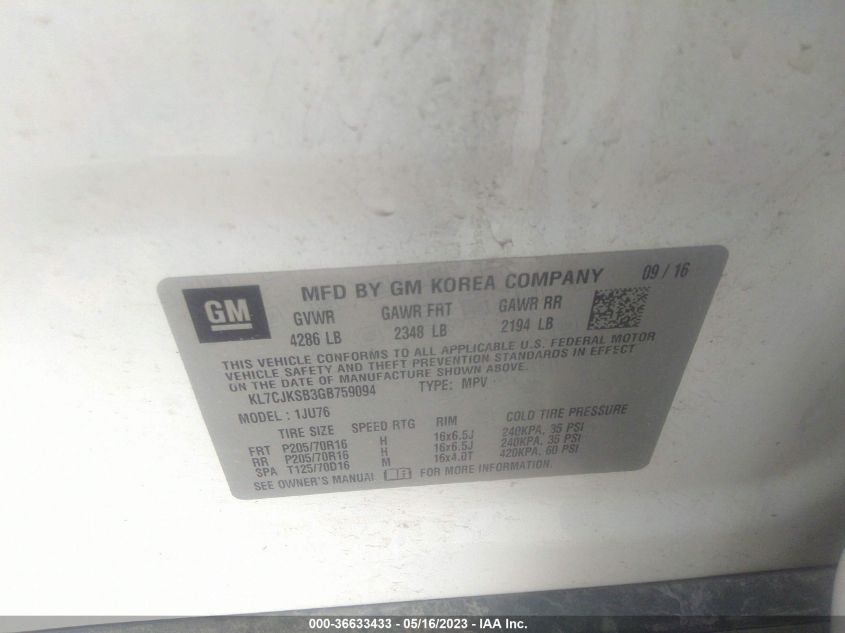 GM
MFD BY GM KOREA COMPANY 09 / 16
GVWR GAWR FRT GAWR RR
4286 LB 2348 LB 2194 LB
THIS VEHICLE CONFORMS TO ALL APPLICABLE U.S. FEDERAL MOTOR
VEHICLE SAFETY AND THEFT PREVENTION STANDARDS IN EFFECT
ON THE DATE OF MANUFACTURE SHOWN ABOVE.
KL7CJKSB3GB759094 TYPE: MPV
MODEL : 1JU76
TIRE SIZE SPEED RTG RIM COLD TIRE PRESSURE
FRT P205/70R16 H 16x6.5J 240KPA, 35 PSI
RR P205/70R16 H 16x6.5J 240KPA, 35 PSI
SPA T125/70D16 M 16x4.0T 420KPA, 60 PSI
SEE OWNER'S MANUAL FOR MORE INFORMATION.
000-36633433 - 05/16/2023 - IAA Inc.